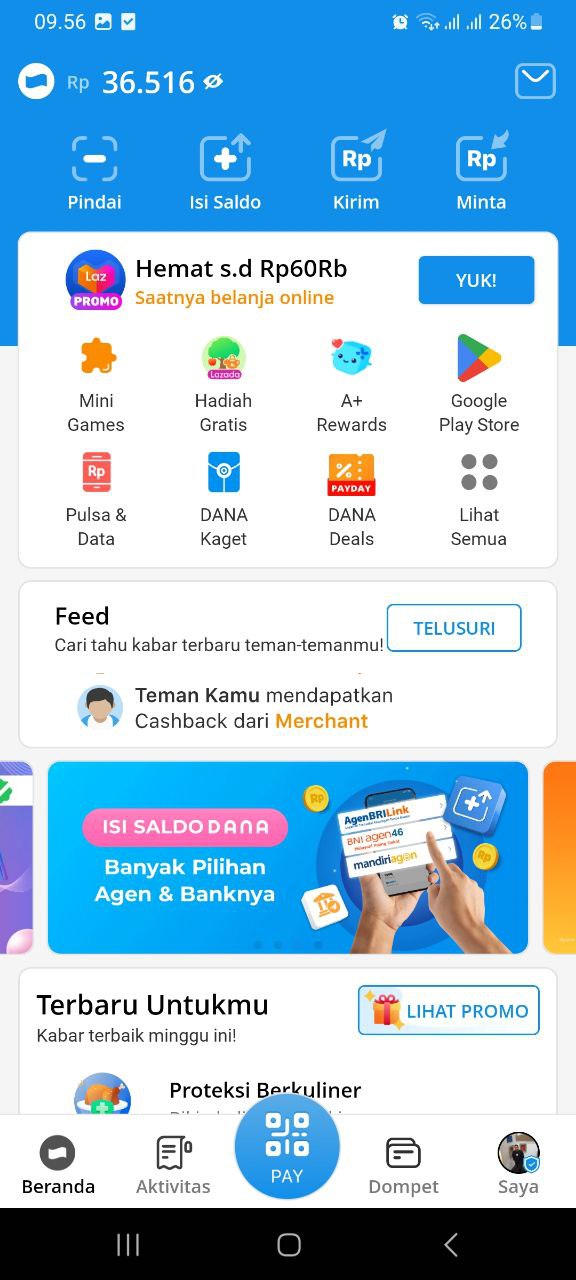 09.56 26%
Rp 36.516
Pindai Isi Saldo Rp Kirim Rp Minta
Laz
PROMO
Hemat s.d Rp60Rb
Saatnya belanja online
YUK!
Lazada
Mini Games
Hadiah Gratis
A+ Rewards
Google Play Store
Rp
PAYDAY
Pulsa & Data
DANA Kaget
DANA Deals
Lihat Semua
Feed
Cari tahu kabar terbaru teman-temanmu!
TELUSURI
Teman Kamu mendapatkan
Cashback dari Merchant
ISI SALDO DANA
Banyak Pilihan
Agen & Banknya
Rp
AgenBRILink
BNI agen46
mandiriagen
Rp
Terbaru Untukmu
Kabar terbaik minggu ini!
LIHAT PROMO
Proteksi Berkuliner
PAY
Beranda Aktivitas Dompet Saya